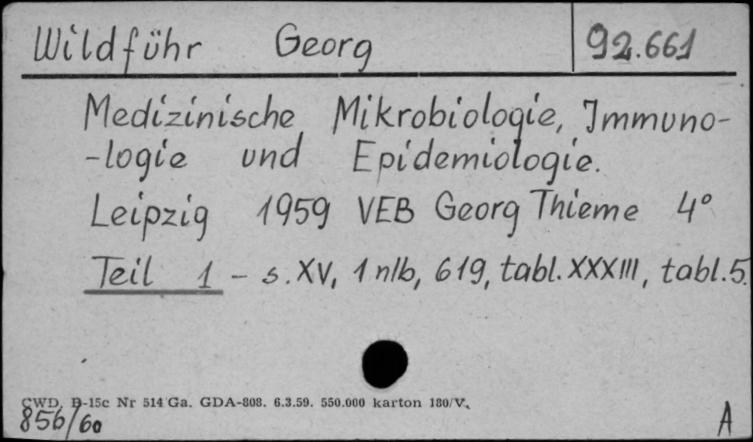 Wildführ Georg 92.661
Medizinische Mikrobiologie, Immuno-
-logie und Epidemiologie.
Leipzig 1959 VEB Georg Thieme 4°
Teil 1 - s. XV, 1 nlb, 619, tabl. XXXIII, tabl. 5.
CWD. D-15c Nr 514 Ga. GDA-808. 6.3.59. 550.000 karton 180/V.
856/60
A